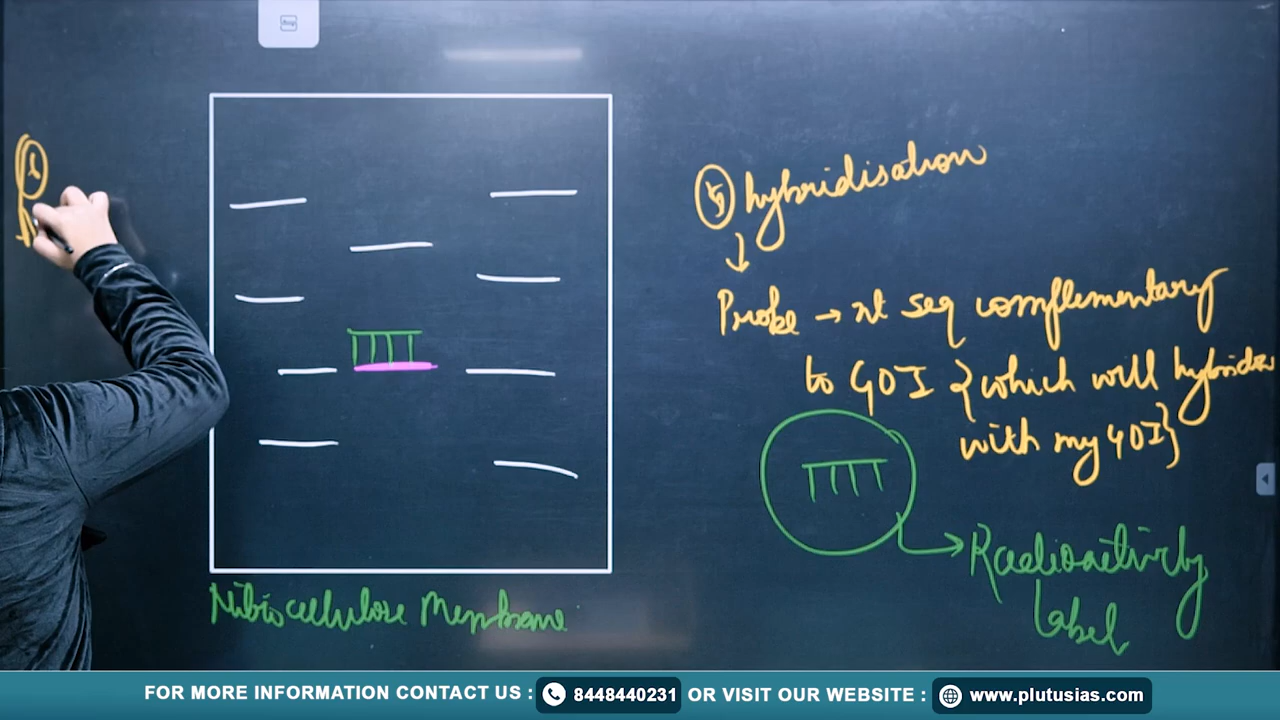 ⑤ hybridisation
↓
Probe → nt seq complementary
to GOI {which will hybridise
with my GOI}
Radioactivity
Label
Nitrocellulose Membrane
FOR MORE INFORMATION CONTACT US : 8448440231 OR VISIT OUR WEBSITE : www.plutusias.com